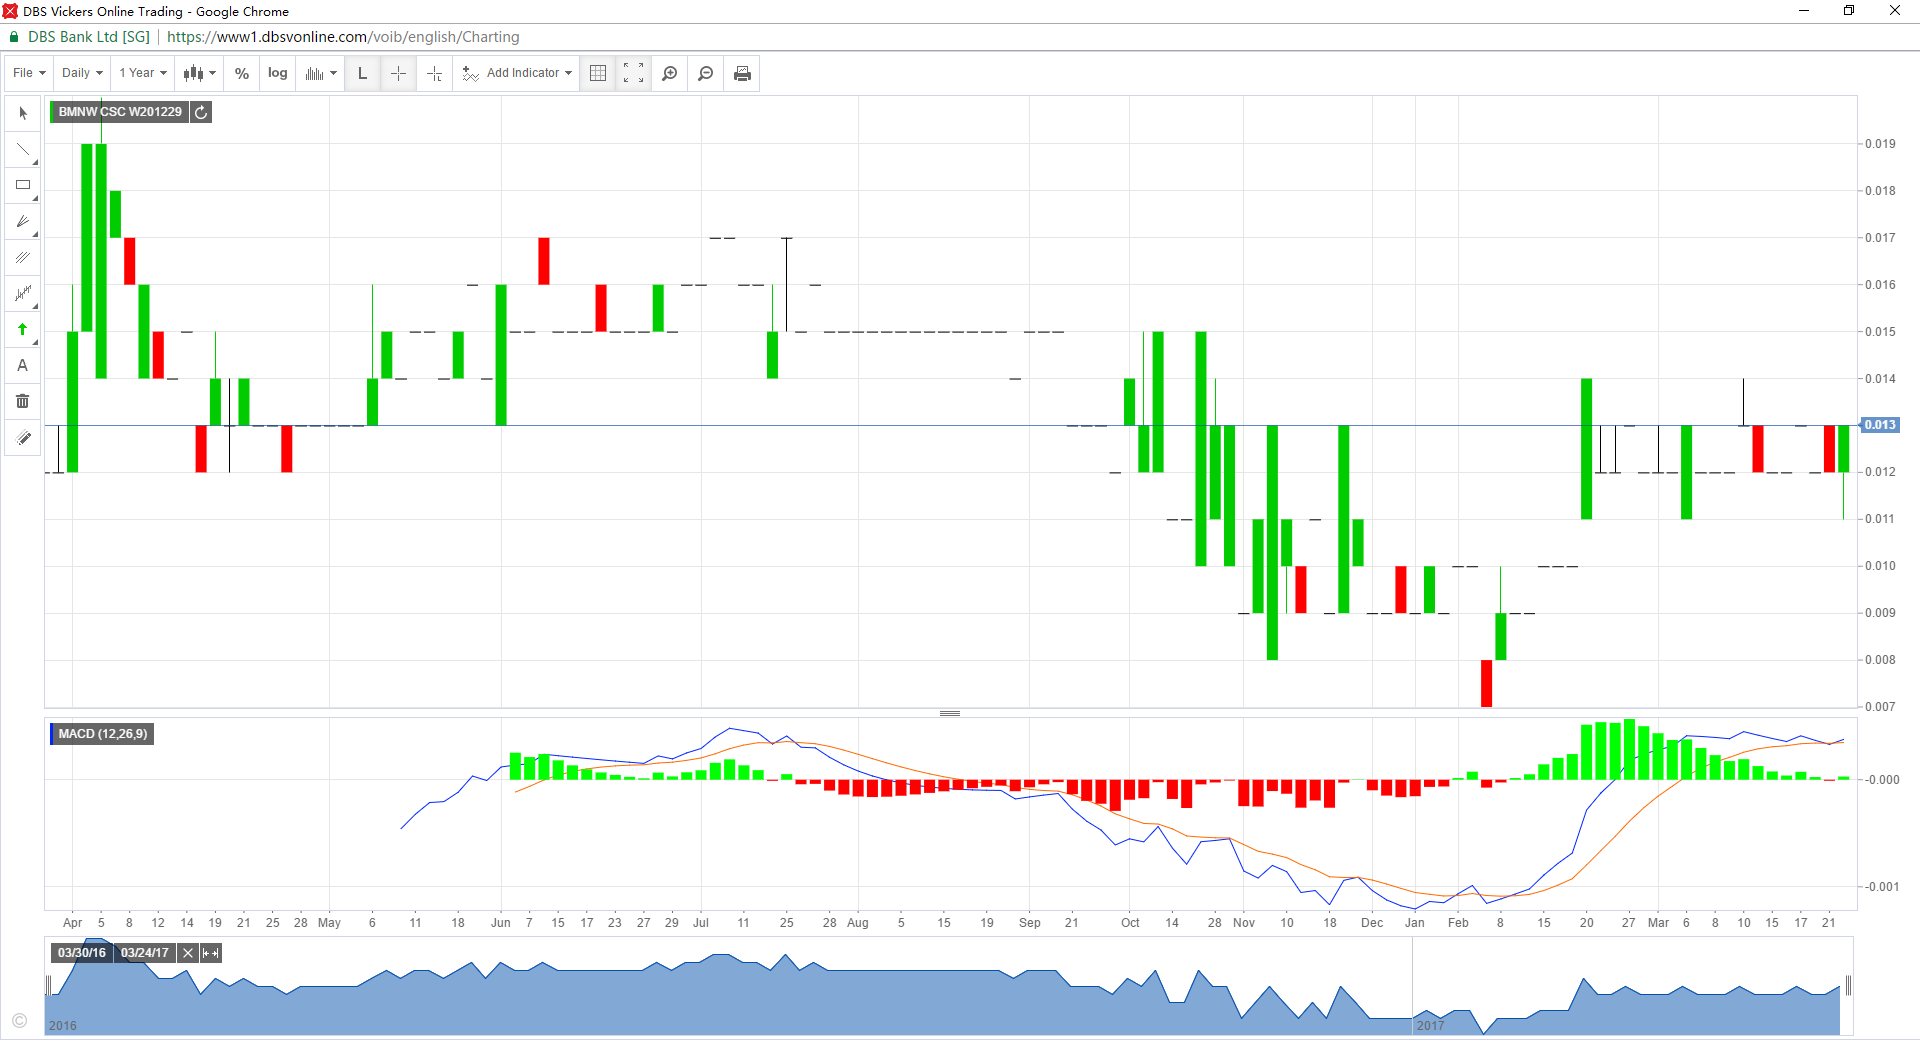 DBS Vickers Online Trading - Google Chrome
DBS Bank Ltd [SG] | https://www1.dbsvonline.com/voib/english/Charting
File Daily 1 Year % log L Add Indicator
A
BMNW CSC W201229
0.019
0.018
0.017
0.016
0.015
0.014
0.013
0.012
0.011
0.010
0.009
0.008
0.007
MACD (12,26,9)
-0.000
-0.001
Apr 5 8 12 14 19 21 25 28 May 6 11 18 Jun 7 15 17 23 27 29 Jul 11 25 28 Aug 5 15 19 Sep 21 Oct 14 28 Nov 10 18 Dec Jan Feb 8 15 20 27 Mar 6 8 10 15 17 21
03/30/16 03/24/17
2016 2017
©